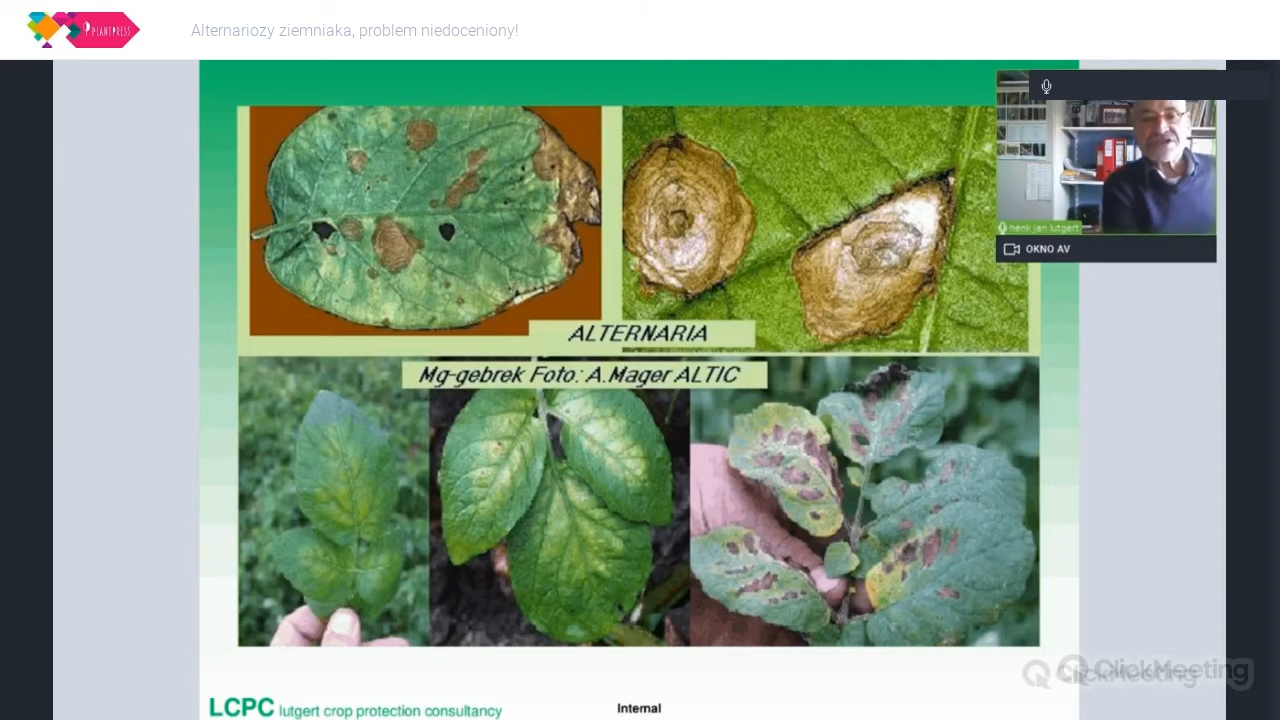 PLANTPRESS
Alternariozy ziemniaka, problem niedoceniony!
henk jan lutgert
OKNO AV
ALTERNARIA
Mg-gebrek Foto: A.Mager ALTIC
ClickMeeting
ClickMeeting
LCPC lutgert crop protection consultancy
Internal